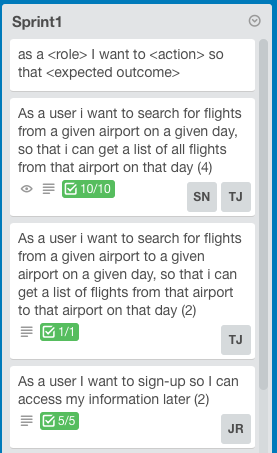 Sprint1
as a <role> I want to <action> so
that <expected outcome>
As a user i want to search for flights
from a given airport on a given day,
so that i can get a list of all flights
from that airport on that day (4)
10/10
SN TJ
As a user i want to search for flights
from a given airport to a given
airport on a given day, so that i can
get a list of flights from that airport
to that airport on that day (2)
1/1
TJ
As a user I want to sign-up so I can
access my information later (2)
5/5
JR